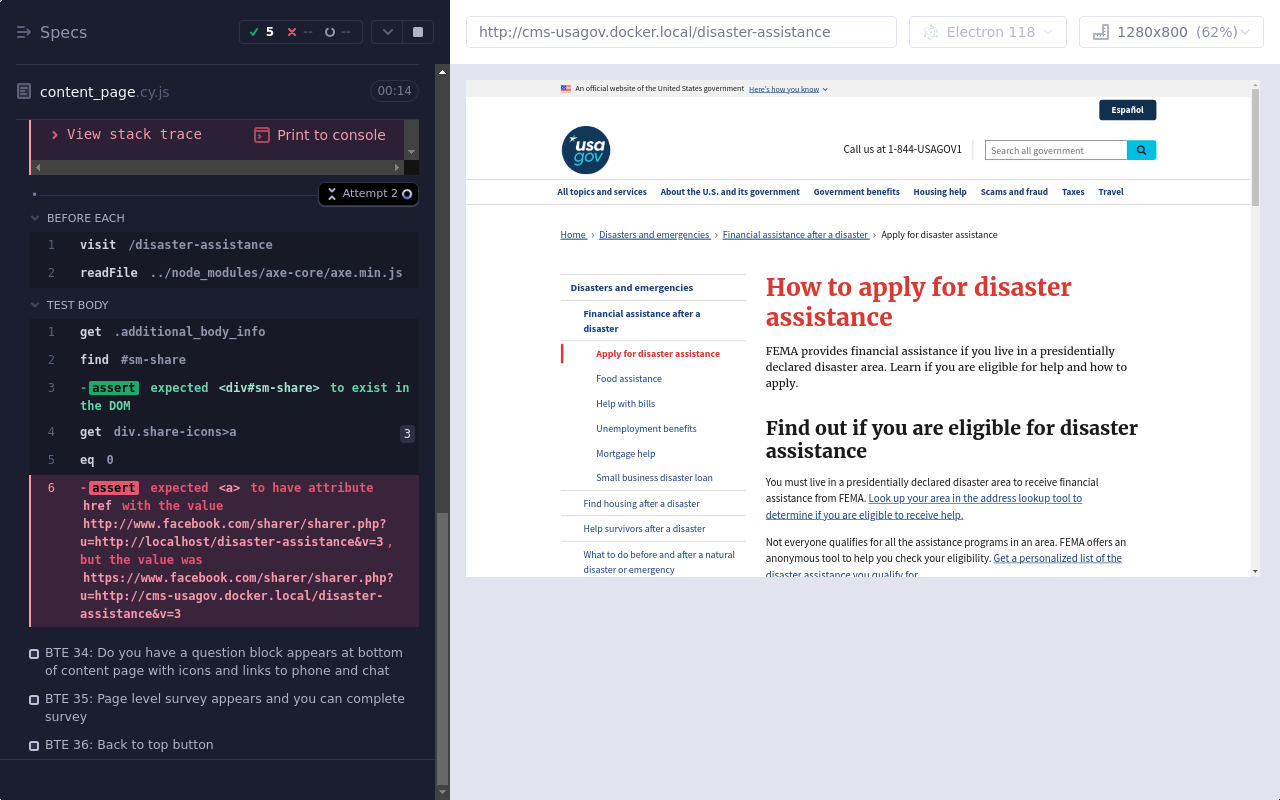 Specs
5
--
--
content_page.cy.js
00:14
View stack trace
Print to console
Attempt 2
BEFORE EACH
1 visit /disaster-assistance
2 readFile ../node_modules/axe-core/axe.min.js
TEST BODY
1 get .additional_body_info
2 find #sm-share
3 -assert expected <div#sm-share> to exist in
the DOM
4 get div.share-icons>a 3
5 eq 0
6 -assert expected <a> to have attribute
href with the value
http://www.facebook.com/sharer/sharer.php?
u=http://localhost/disaster-assistance&v=3 ,
but the value was
https://www.facebook.com/sharer/sharer.php?
u=http://cms-usagov.docker.local/disaster-
assistance&v=3
BTE 34: Do you have a question block appears at bottom
of content page with icons and links to phone and chat
BTE 35: Page level survey appears and you can complete
survey
BTE 36: Back to top button
http://cms-usagov.docker.local/disaster-assistance
Electron 118
1280x800 (62%)
An official website of the United States government Here's how you know
Español
usa
gov
Call us at 1-844-USAGOV1
Search all government
All topics and services
About the U.S. and its government
Government benefits
Housing help
Scams and fraud
Taxes
Travel
Home › Disasters and emergencies › Financial assistance after a disaster › Apply for disaster assistance
Disasters and emergencies
Financial assistance after a
disaster
Apply for disaster assistance
Food assistance
Help with bills
Unemployment benefits
Mortgage help
Small business disaster loan
Find housing after a disaster
Help survivors after a disaster
What to do before and after a natural
disaster or emergency
How to apply for disaster
assistance
FEMA provides financial assistance if you live in a presidentially
declared disaster area. Learn if you are eligible for help and how to
apply.
Find out if you are eligible for disaster
assistance
You must live in a presidentially declared disaster area to receive financial
assistance from FEMA. Look up your area in the address lookup tool to
determine if you are eligible to receive help.
Not everyone qualifies for all the assistance programs in an area. FEMA offers an
anonymous tool to help you check your eligibility. Get a personalized list of the
disaster assistance you qualify for.